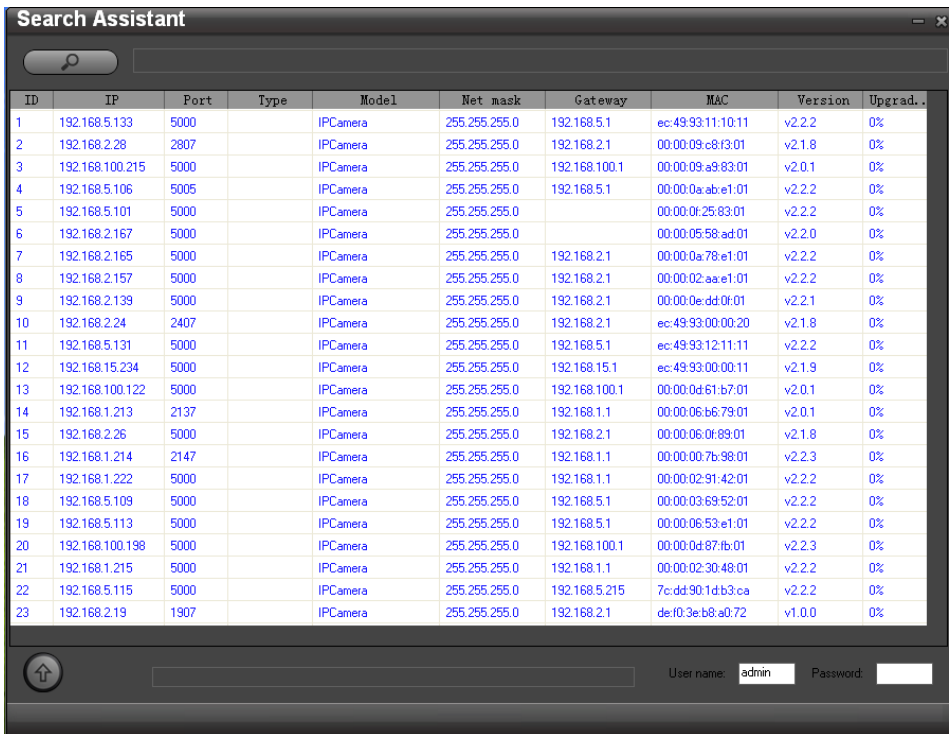 Search Assistant
ID IP Port Type Model Net mask Gateway MAC Version Upgrad..
1 192.168.5.133 5000 IPCamera 255.255.255.0 192.168.5.1 ec:49:93:11:10:11 v2.2.2 0%
2 192.168.2.28 2807 IPCamera 255.255.255.0 192.168.2.1 00:00:09:c8:f3:01 v2.1.8 0%
3 192.168.100.215 5000 IPCamera 255.255.255.0 192.168.100.1 00:00:09:a9:83:01 v2.0.1 0%
4 192.168.5.106 5005 IPCamera 255.255.255.0 192.168.5.1 00:00:0a:ab:e1:01 v2.2.2 0%
5 192.168.5.101 5000 IPCamera 255.255.255.0 00:00:0f:25:83:01 v2.2.2 0%
6 192.168.2.167 5000 IPCamera 255.255.255.0 00:00:05:58:ad:01 v2.2.0 0%
7 192.168.2.165 5000 IPCamera 255.255.255.0 192.168.2.1 00:00:0a:78:e1:01 v2.2.2 0%
8 192.168.2.157 5000 IPCamera 255.255.255.0 192.168.2.1 00:00:02:aa:e1:01 v2.2.2 0%
9 192.168.2.139 5000 IPCamera 255.255.255.0 192.168.2.1 00:00:0e:dd:0f:01 v2.2.1 0%
10 192.168.2.24 2407 IPCamera 255.255.255.0 192.168.2.1 ec:49:93:00:00:20 v2.1.8 0%
11 192.168.5.131 5000 IPCamera 255.255.255.0 192.168.5.1 ec:49:93:12:11:11 v2.2.2 0%
12 192.168.15.234 5000 IPCamera 255.255.255.0 192.168.15.1 ec:49:93:00:00:11 v2.1.9 0%
13 192.168.100.122 5000 IPCamera 255.255.255.0 192.168.100.1 00:00:0d:61:b7:01 v2.0.1 0%
14 192.168.1.213 2137 IPCamera 255.255.255.0 192.168.1.1 00:00:06:b6:79:01 v2.0.1 0%
15 192.168.2.26 5000 IPCamera 255.255.255.0 192.168.2.1 00:00:06:0f:89:01 v2.1.8 0%
16 192.168.1.214 2147 IPCamera 255.255.255.0 192.168.1.1 00:00:00:7b:98:01 v2.2.3 0%
17 192.168.1.222 5000 IPCamera 255.255.255.0 192.168.1.1 00:00:02:91:42:01 v2.2.2 0%
18 192.168.5.109 5000 IPCamera 255.255.255.0 192.168.5.1 00:00:03:69:52:01 v2.2.2 0%
19 192.168.5.113 5000 IPCamera 255.255.255.0 192.168.5.1 00:00:06:53:e1:01 v2.2.2 0%
20 192.168.100.198 5000 IPCamera 255.255.255.0 192.168.100.1 00:00:0d:87:fb:01 v2.2.3 0%
21 192.168.1.215 5000 IPCamera 255.255.255.0 192.168.1.1 00:00:02:30:48:01 v2.2.2 0%
22 192.168.5.115 5000 IPCamera 255.255.255.0 192.168.5.215 7c:dd:90:1d:b3:ca v2.2.2 0%
23 192.168.2.19 1907 IPCamera 255.255.255.0 192.168.2.1 de:f0:3e:b8:a0:72 v1.0.0 0%
User name: admin Password: